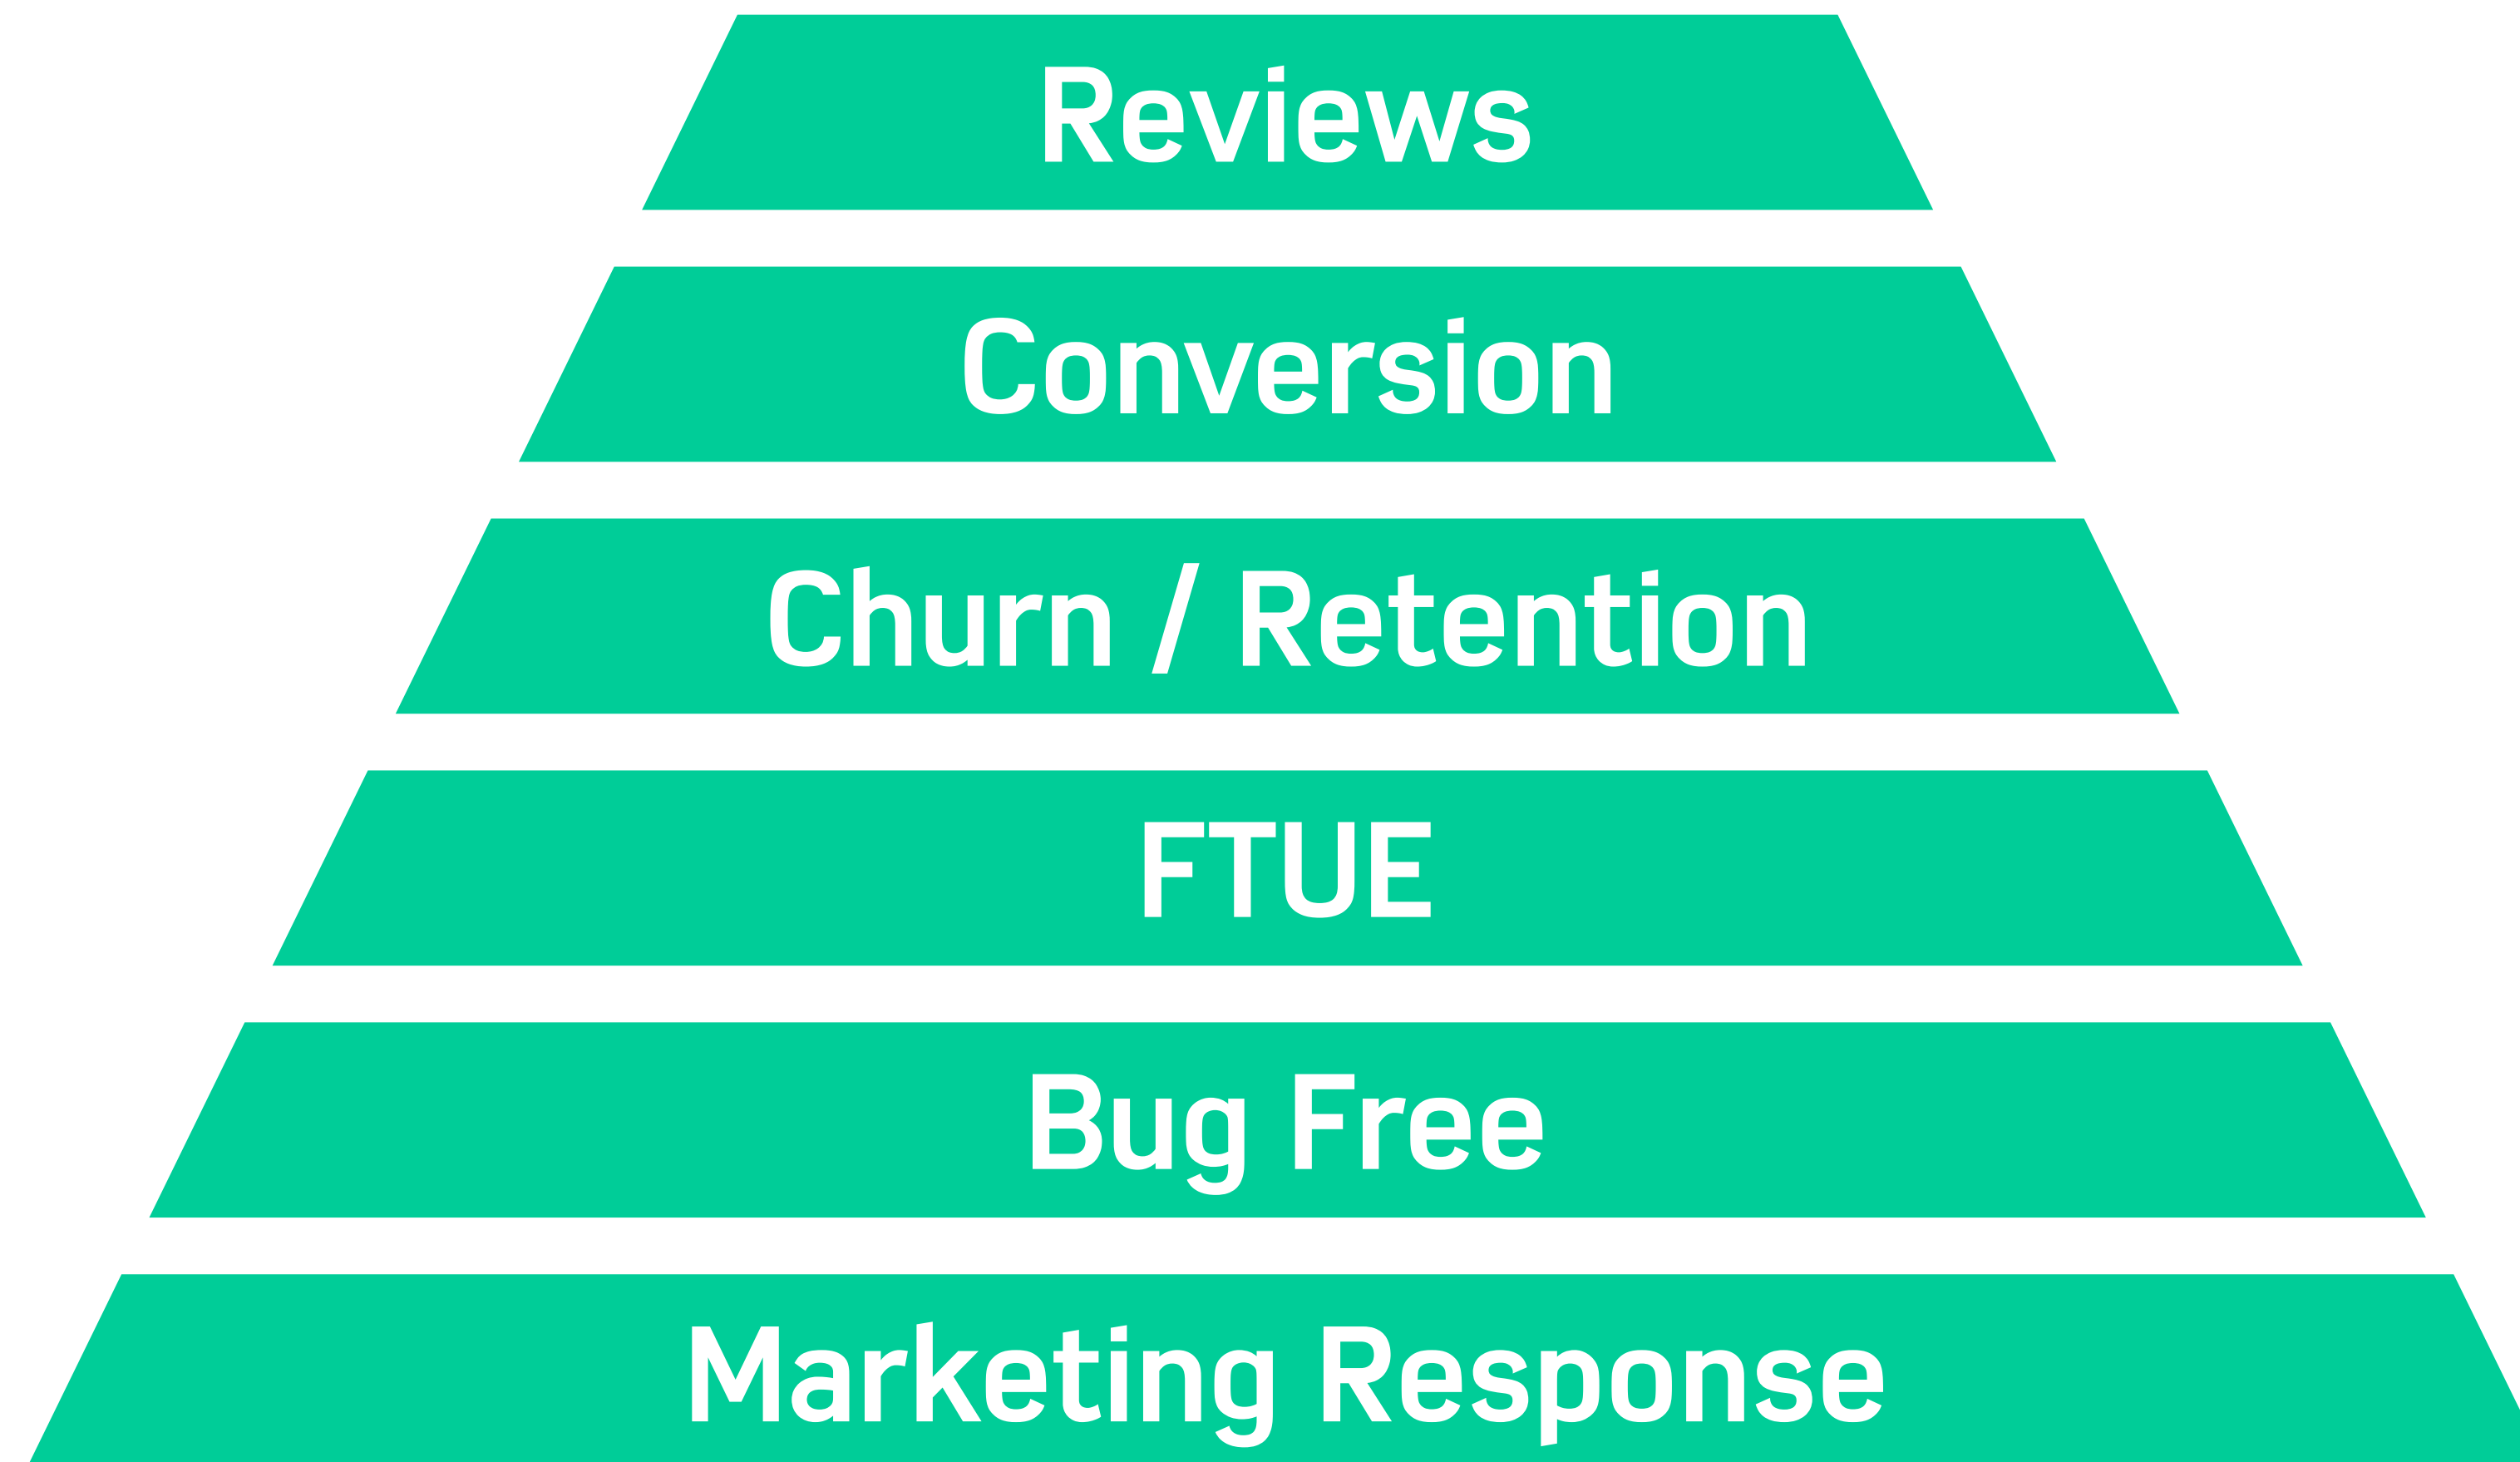 Reviews
Conversion
Churn / Retention
FTUE
Bug Free
Marketing Response